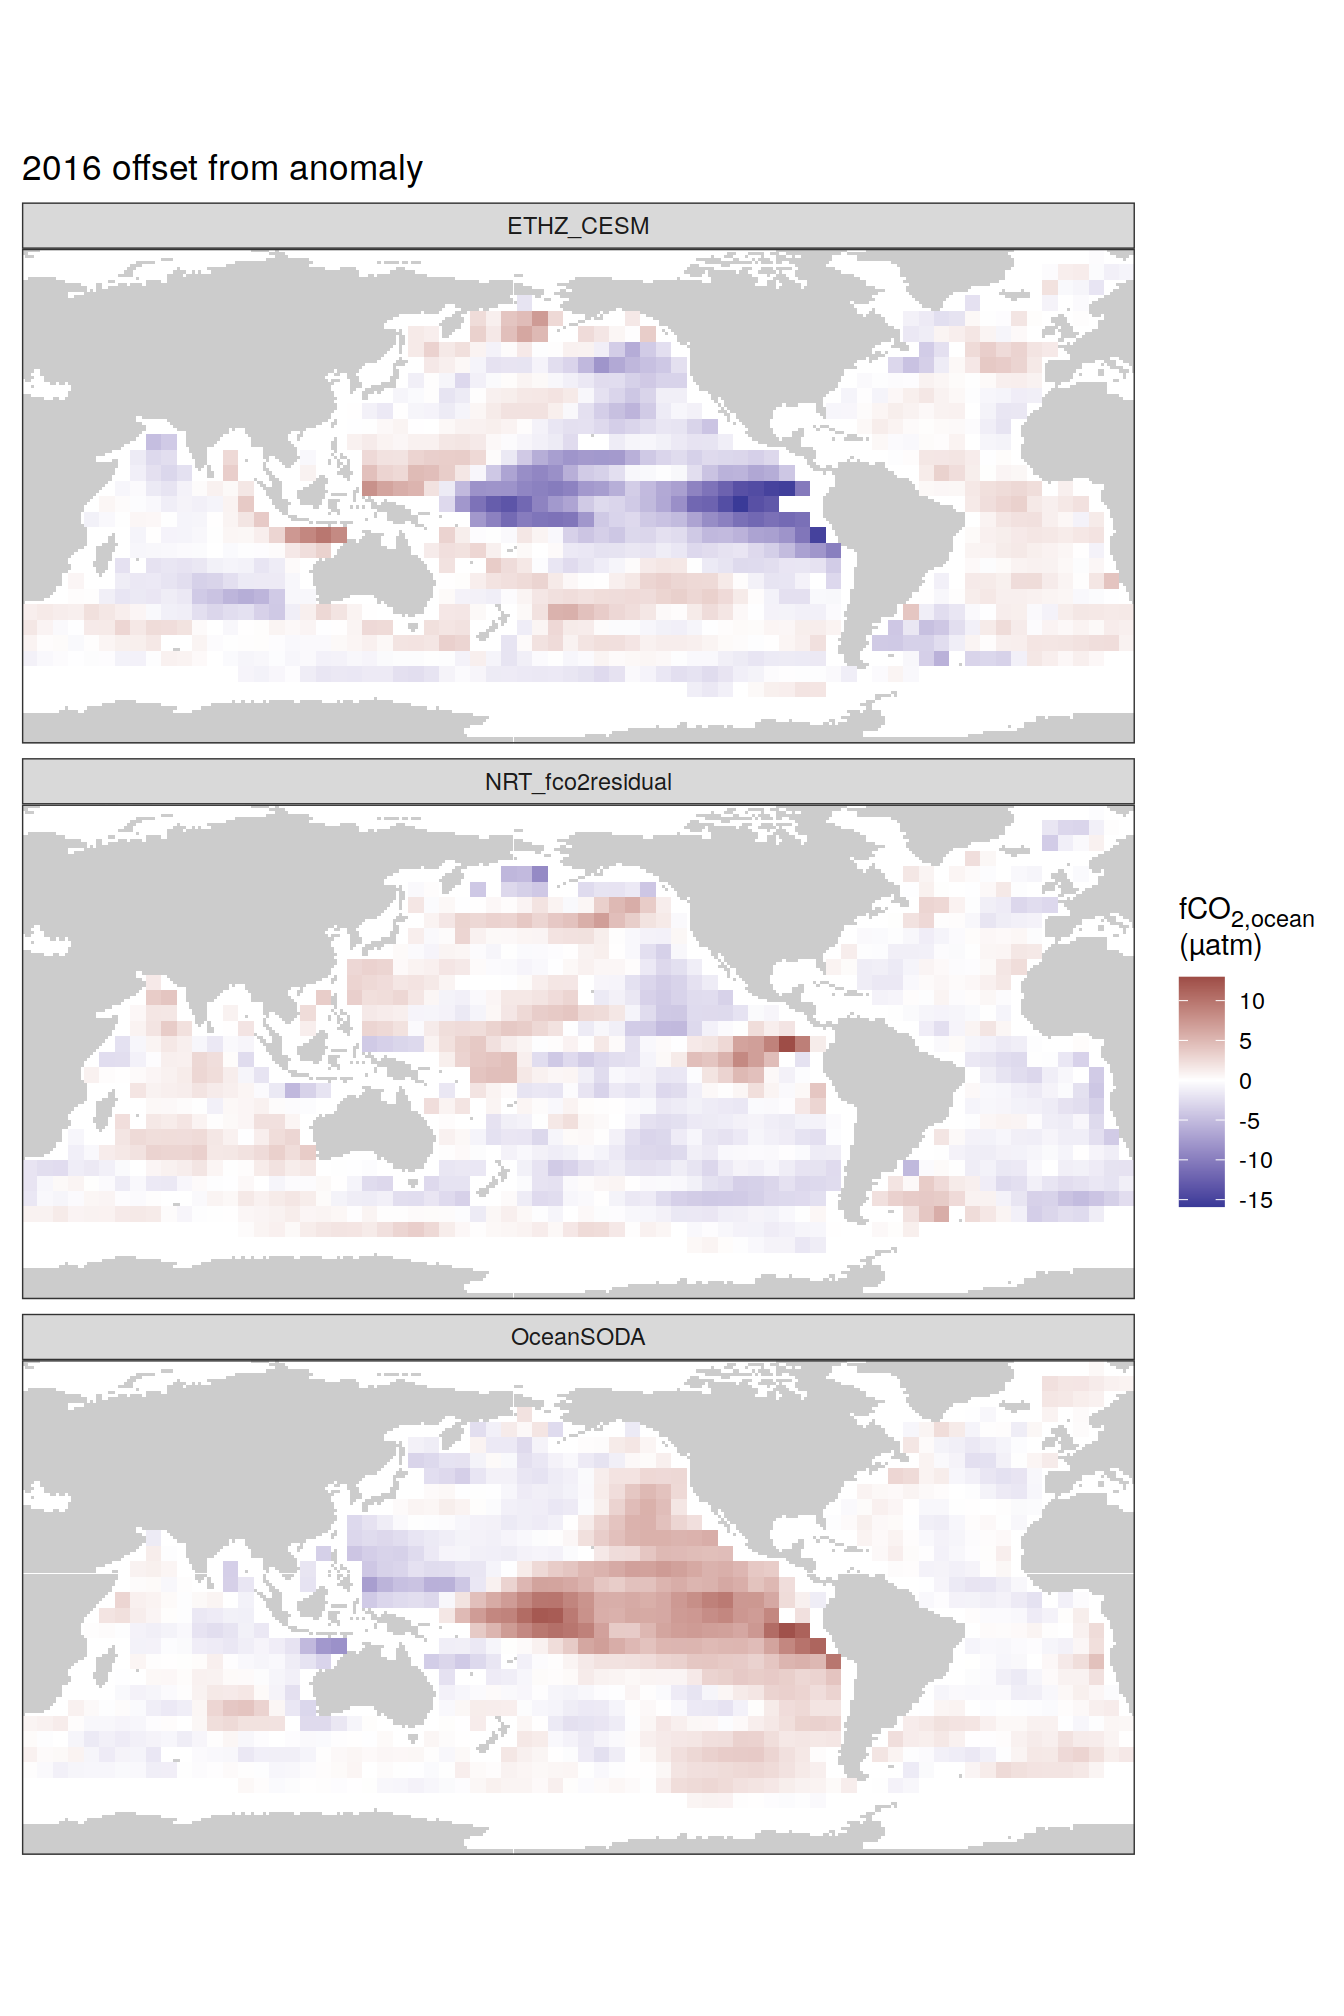 2016 offset from anomaly
ETHZ_CESM
NRT_fco2residual
fCO2,ocean
(µatm)
10
5
0
-5
-10
-15
OceanSODA